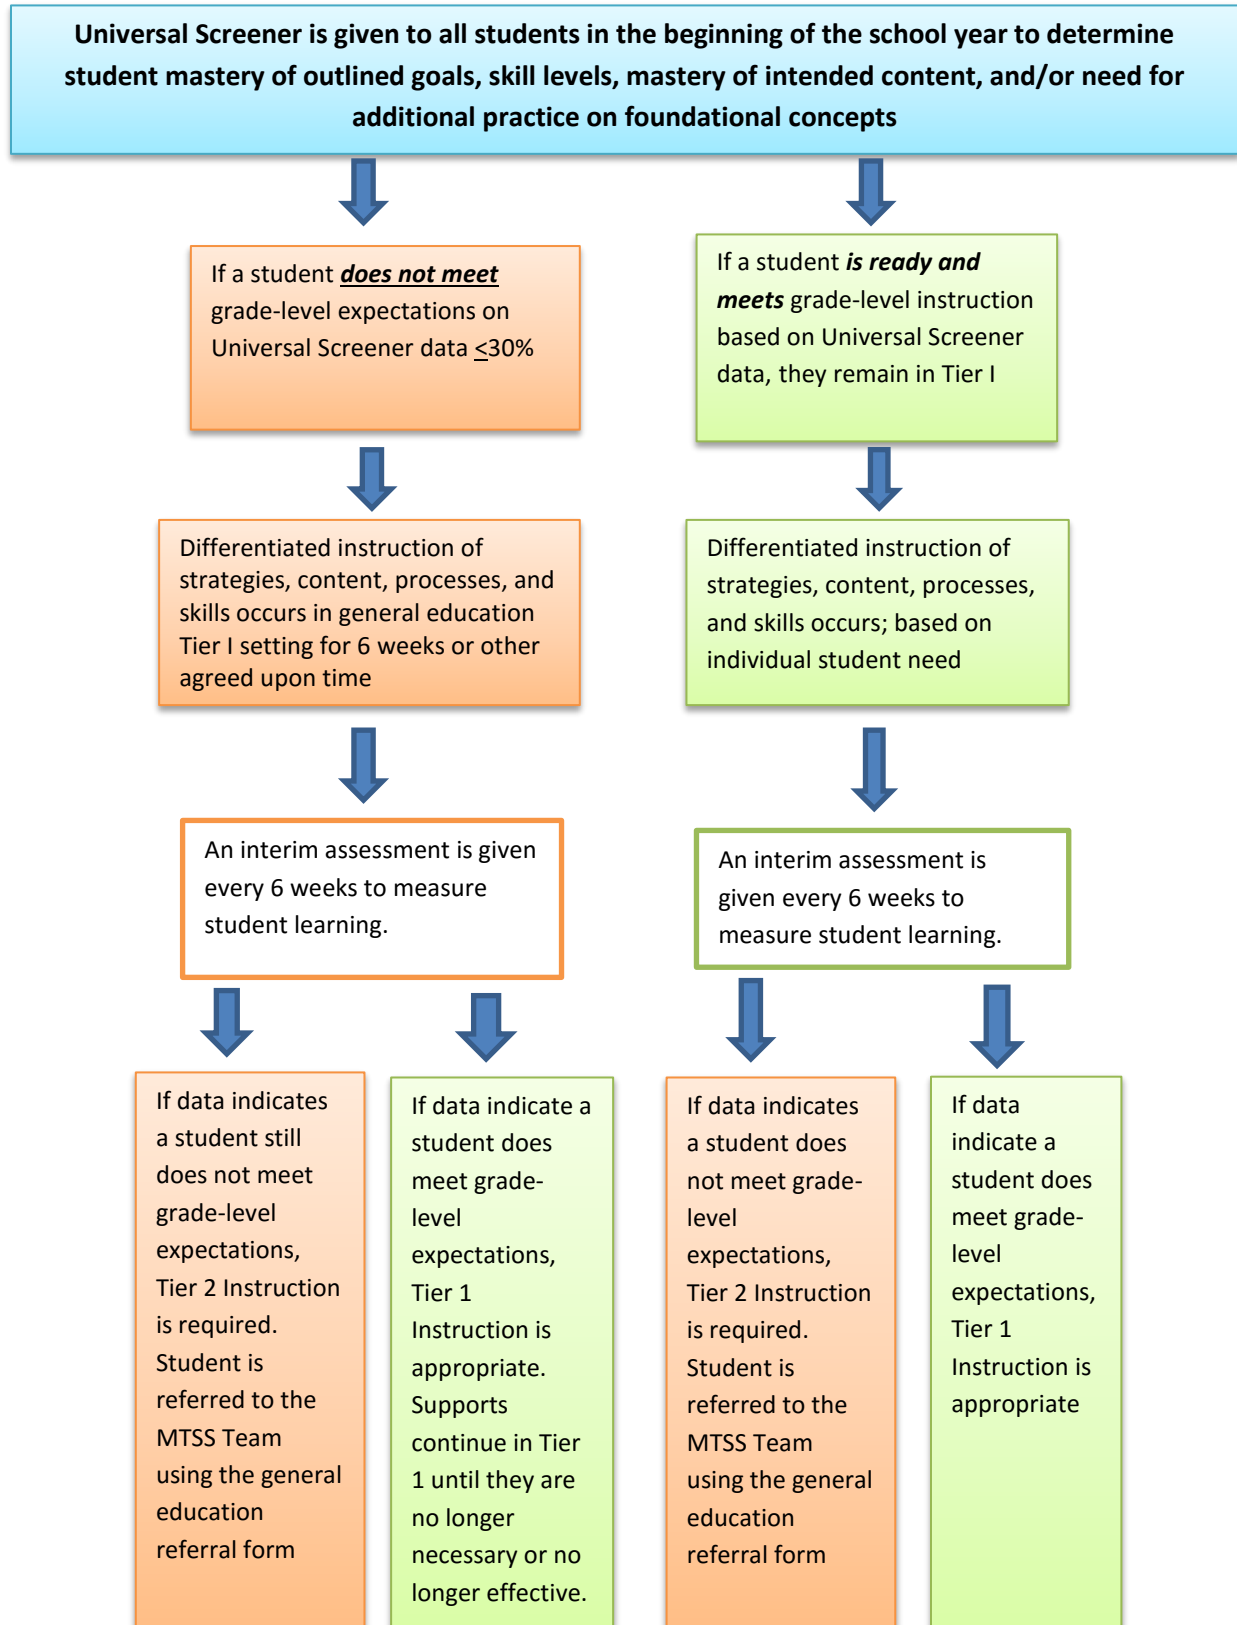 Universal Screener is given to all students in the beginning of the school year to determine
student mastery of outlined goals, skill levels, mastery of intended content, and/or need for
additional practice on foundational concepts
If a student does not meet
grade-level expectations on
Universal Screener data <30%
If a student is ready and
meets grade-level instruction
based on Universal Screener
data, they remain in Tier I
Differentiated instruction of
strategies, content, processes, and
skills occurs in general education
Tier I setting for 6 weeks or other
agreed upon time
Differentiated instruction of
strategies, content, processes,
and skills occurs; based on
individual student need
An interim assessment is given
every 6 weeks to measure
student learning.
An interim assessment is
given every 6 weeks to
measure student learning.
If data indicates
a student still
does not meet
grade-level
expectations,
Tier 2 Instruction
is required.
Student is
referred to the
MTSS Team
using the general
education
referral form
If data indicate a
student does
meet grade-
level
expectations,
Tier 1
Instruction is
appropriate.
Supports
continue in Tier
1 until they are
no longer
necessary or no
longer effective.
If data indicates
a student does
not meet grade-
level
expectations,
Tier 2 Instruction
is required.
Student is
referred to the
MTSS Team
using the general
education
referral form
If data
indicate a
student does
meet grade-
level
expectations,
Tier 1
Instruction is
appropriate